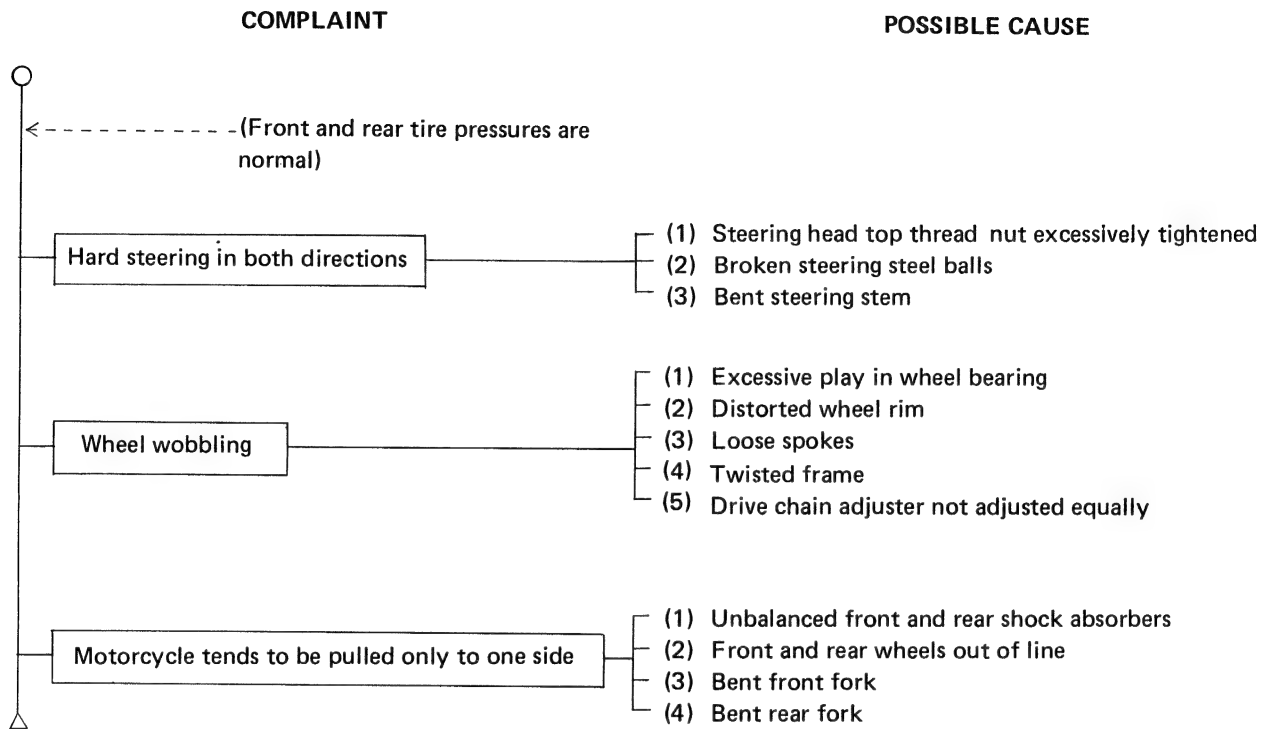 COMPLAINT
POSSIBLE CAUSE
(Front and rear tire pressures are
normal)
Hard steering in both directions
(1) Steering head top thread nut excessively tightened
(2) Broken steering steel balls
(3) Bent steering stem
Wheel wobbling
(1) Excessive play in wheel bearing
(2) Distorted wheel rim
(3) Loose spokes
(4) Twisted frame
(5) Drive chain adjuster not adjusted equally
Motorcycle tends to be pulled only to one side
(1) Unbalanced front and rear shock absorbers
(2) Front and rear wheels out of line
(3) Bent front fork
(4) Bent rear fork